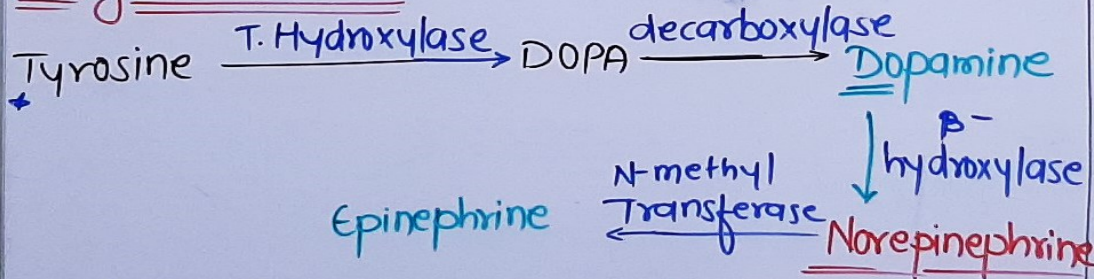 Tyrosine T. Hydroxylase DOPA decarboxylase Dopamine
β-
hydroxylase
N-methyl
Transferase
Epinephrine Norepinephrine